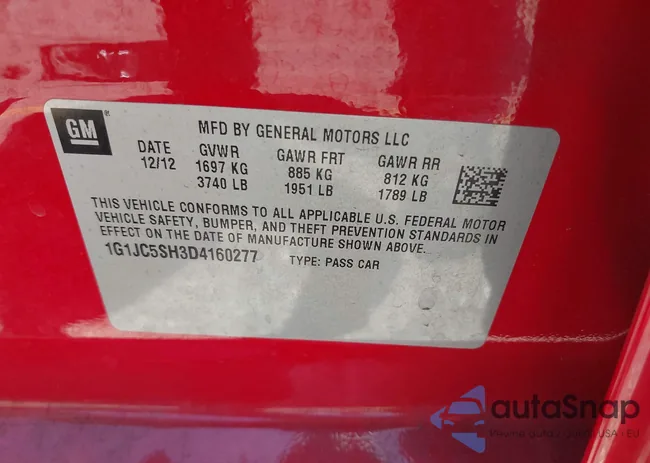 GM ®
MFD BY GENERAL MOTORS LLC
DATE GVWR GAWR FRT GAWR RR
12/12 1697 KG 885 KG 812 KG
3740 LB 1951 LB 1789 LB
THIS VEHICLE CONFORMS TO ALL APPLICABLE U.S. FEDERAL MOTOR
VEHICLE SAFETY, BUMPER, AND THEFT PREVENTION STANDARDS IN
EFFECT ON THE DATE OF MANUFACTURE SHOWN ABOVE.
1G1JC5SH3D4160277 TYPE: PASS CAR
autoSnap
USA - EU